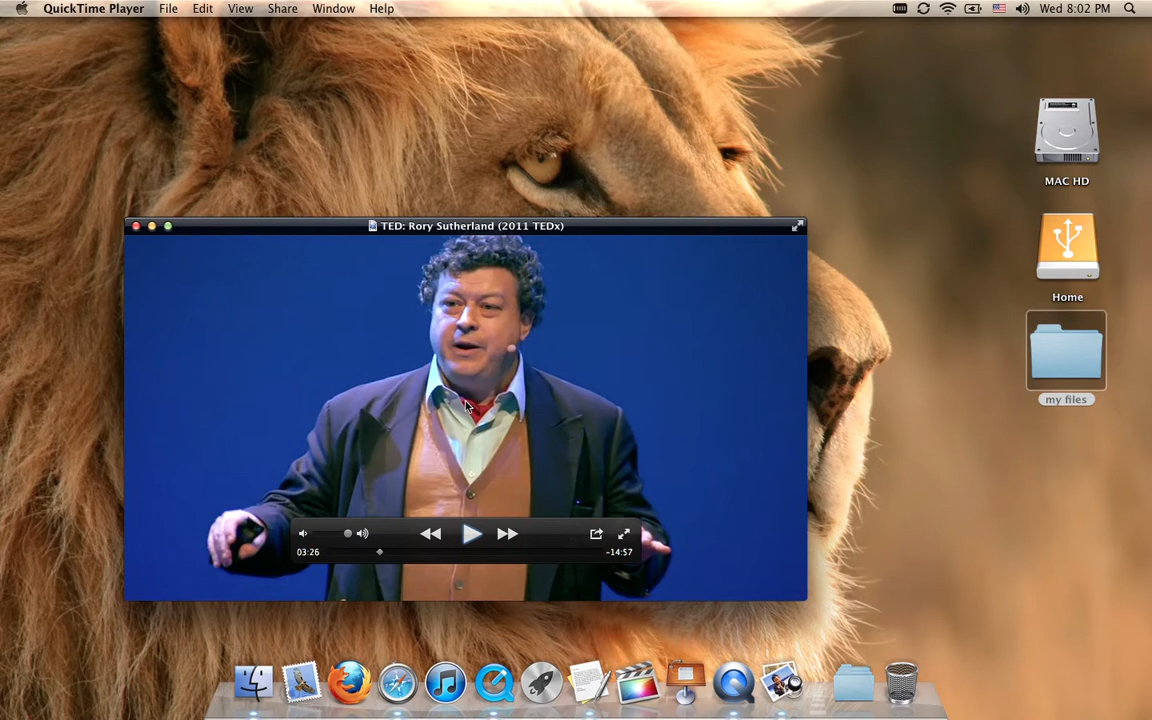 QuickTime Player File Edit View Share Window Help Wed 8:02 PM
MAC HD
TED: Rory Sutherland (2011 TEDx)
Home
my files
03:26 -14:57